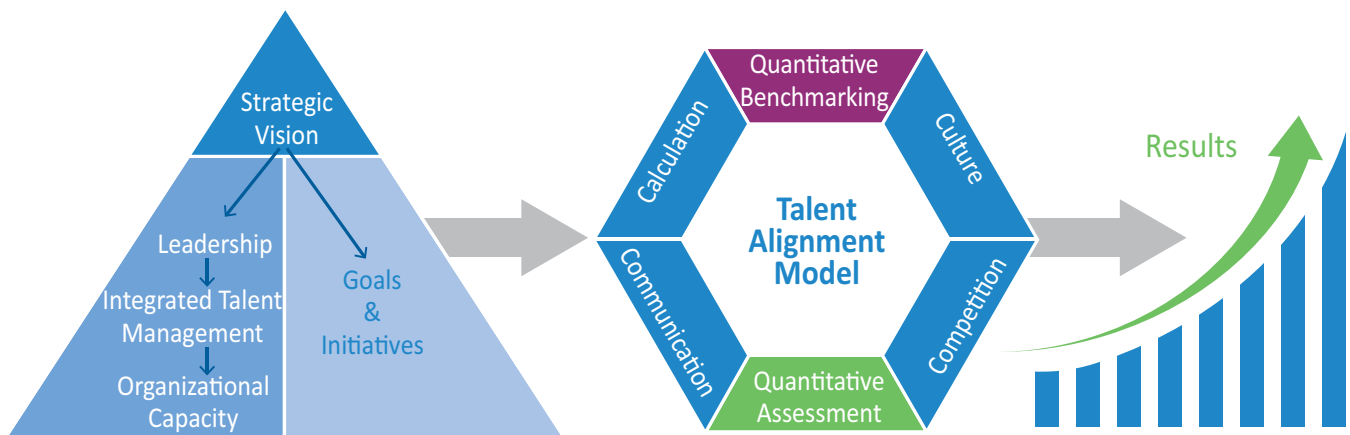 Strategic
Vision
Leadership
Integrated Talent
Management
Organizational
Capacity
Goals
&
Initiatives
Quantitative
Benchmarking
Calculation
Culture
Talent
Alignment
Model
Communication
Competition
Quantitative
Assessment
Results